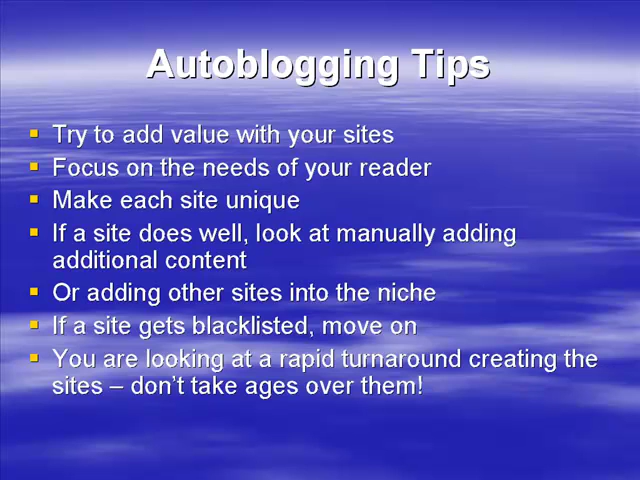 Autoblogging Tips
Try to add value with your sites
Focus on the needs of your reader
Make each site unique
If a site does well, look at manually adding
additional content
Or adding other sites into the niche
If a site gets blacklisted, move on
You are looking at a rapid turnaround creating the
sites – don't take ages over them!